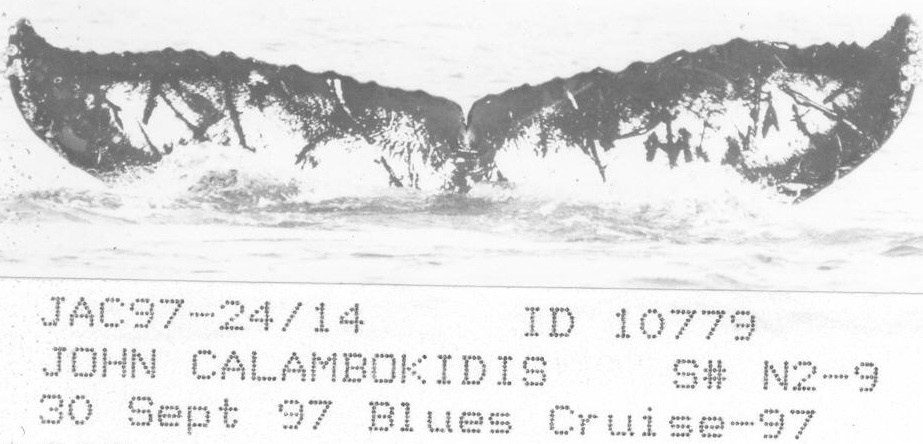 JAC97-24/14 ID 10779
JOHN CALAMBOKIDIS S# N2-9
30 Sept 97 Blues Cruise-97